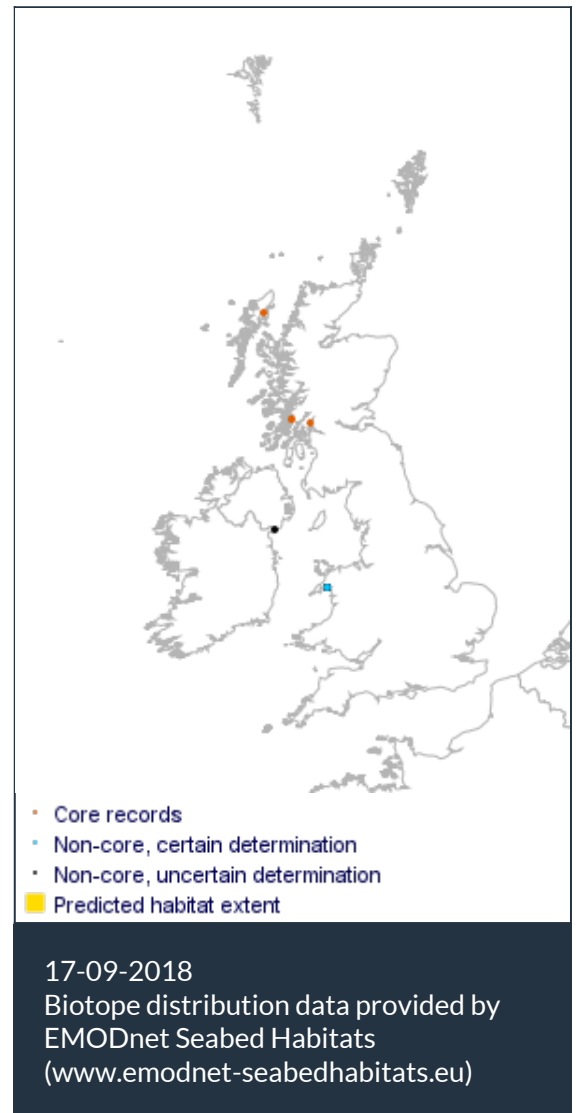 Core records
Non-core, certain determination
Non-core, uncertain determination
Predicted habitat extent
17-09-2018
Biotope distribution data provided by
EMODnet Seabed Habitats
(www.emodnet-seabedhabitats.eu)